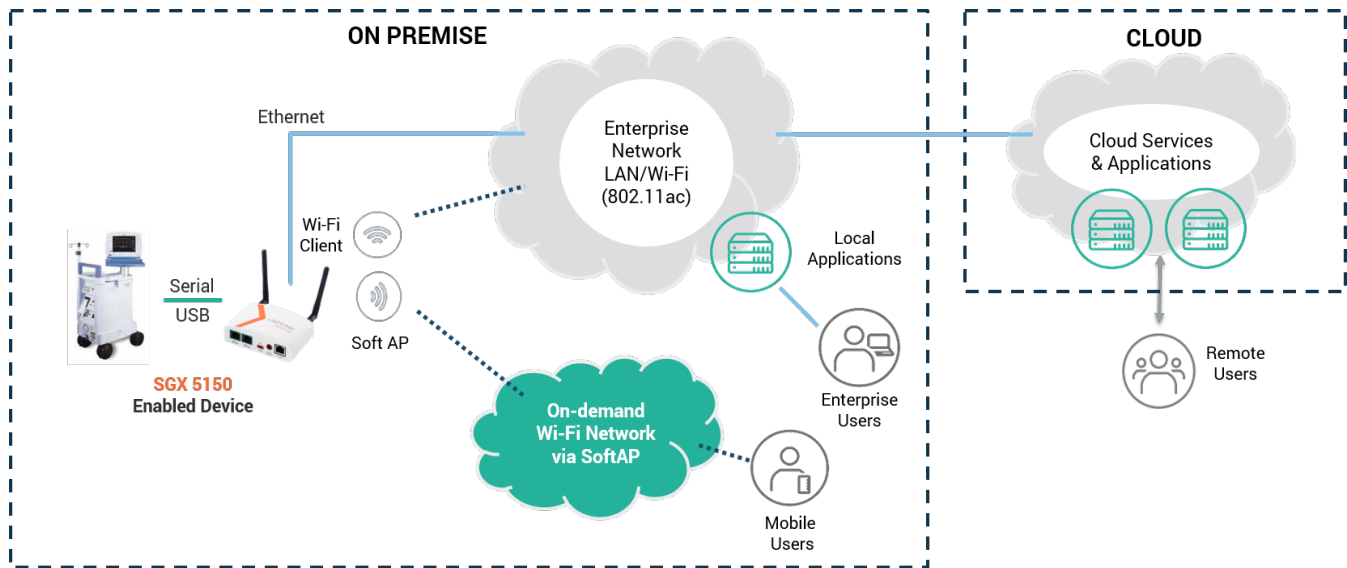 ON PREMISE
CLOUD
Ethernet
Enterprise
Network
LAN/Wi-Fi
(802.11ac)
Cloud Services
& Applications
Wi-Fi
Client
Local
Applications
Serial
USB
Soft AP
SGX 5150
Enabled Device
On-demand
Wi-Fi Network
via SoftAP
Enterprise
Users
Remote
Users
Mobile
Users